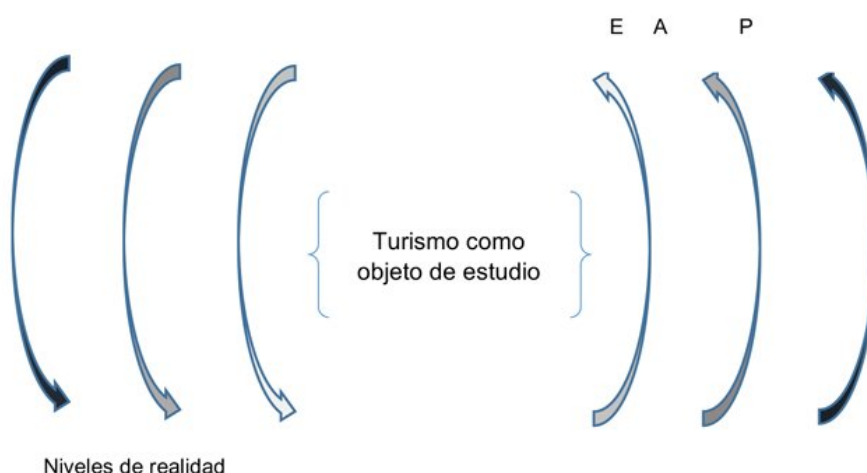 E A P
Turismo como
objeto de estudio
Niveles de realidad